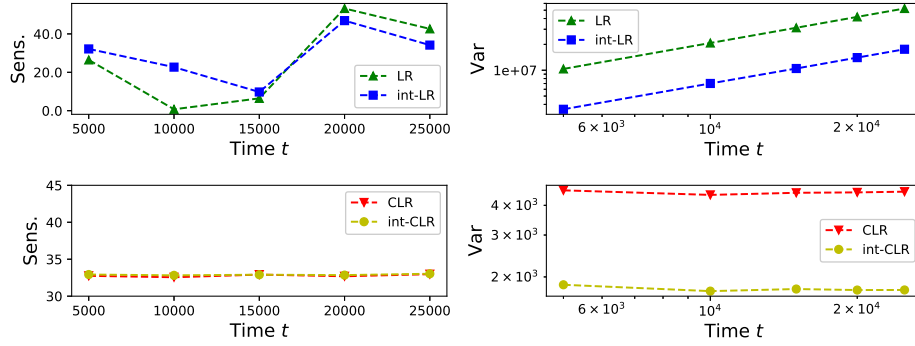 Sens.
40.0
20.0
0.0
LR
int-LR
5000
10000
15000
20000
25000
Time t
Var
1e+07
LR
int-LR
6 × 10³
10⁴
2 × 10⁴
Time t
Sens.
45
35
33
30
CLR
int-CLR
5000
10000
15000
20000
25000
Time t
Var
4 × 10³
3 × 10³
2 × 10³
CLR
int-CLR
6 × 10³
10⁴
2 × 10⁴
Time t